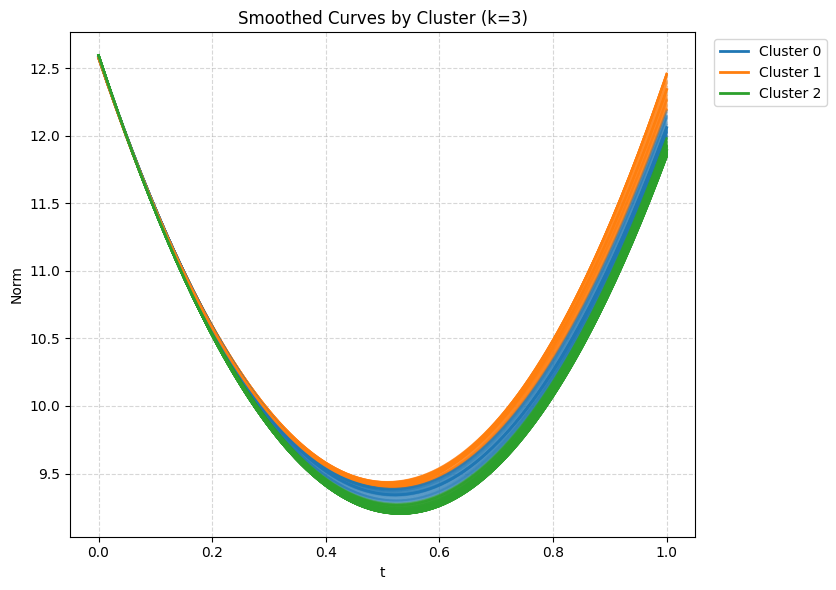 Smoothed Curves by Cluster (k=3)
Cluster 0
Cluster 1
Cluster 2
Norm
12.5
12.0
11.5
11.0
10.5
10.0
9.5
0.0 0.2 0.4 0.6 0.8 1.0
t